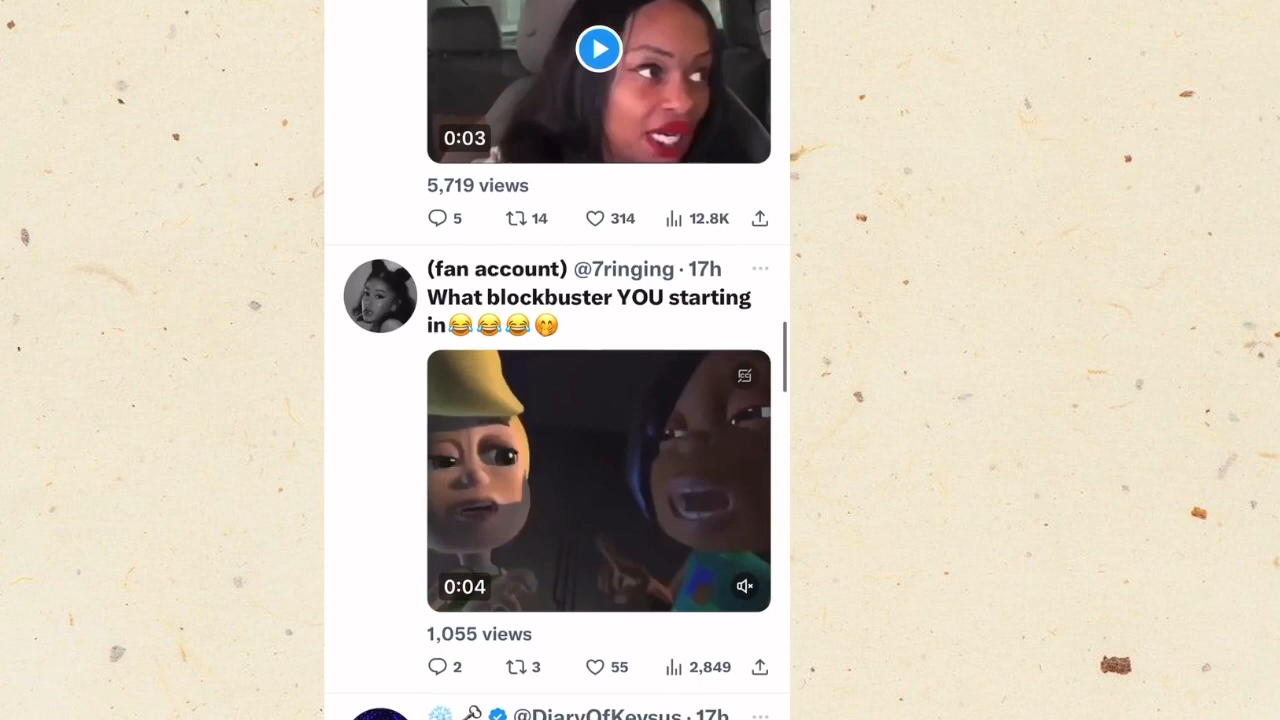 0:03
5,719 views
5 14 314 12.8K
(fan account) @7ringing · 17h
What blockbuster YOU starting
in😂😂😂🤭
0:04
1,055 views
2 3 55 2,849
❄️🗝️ @DiaryOfKeysus · 17h